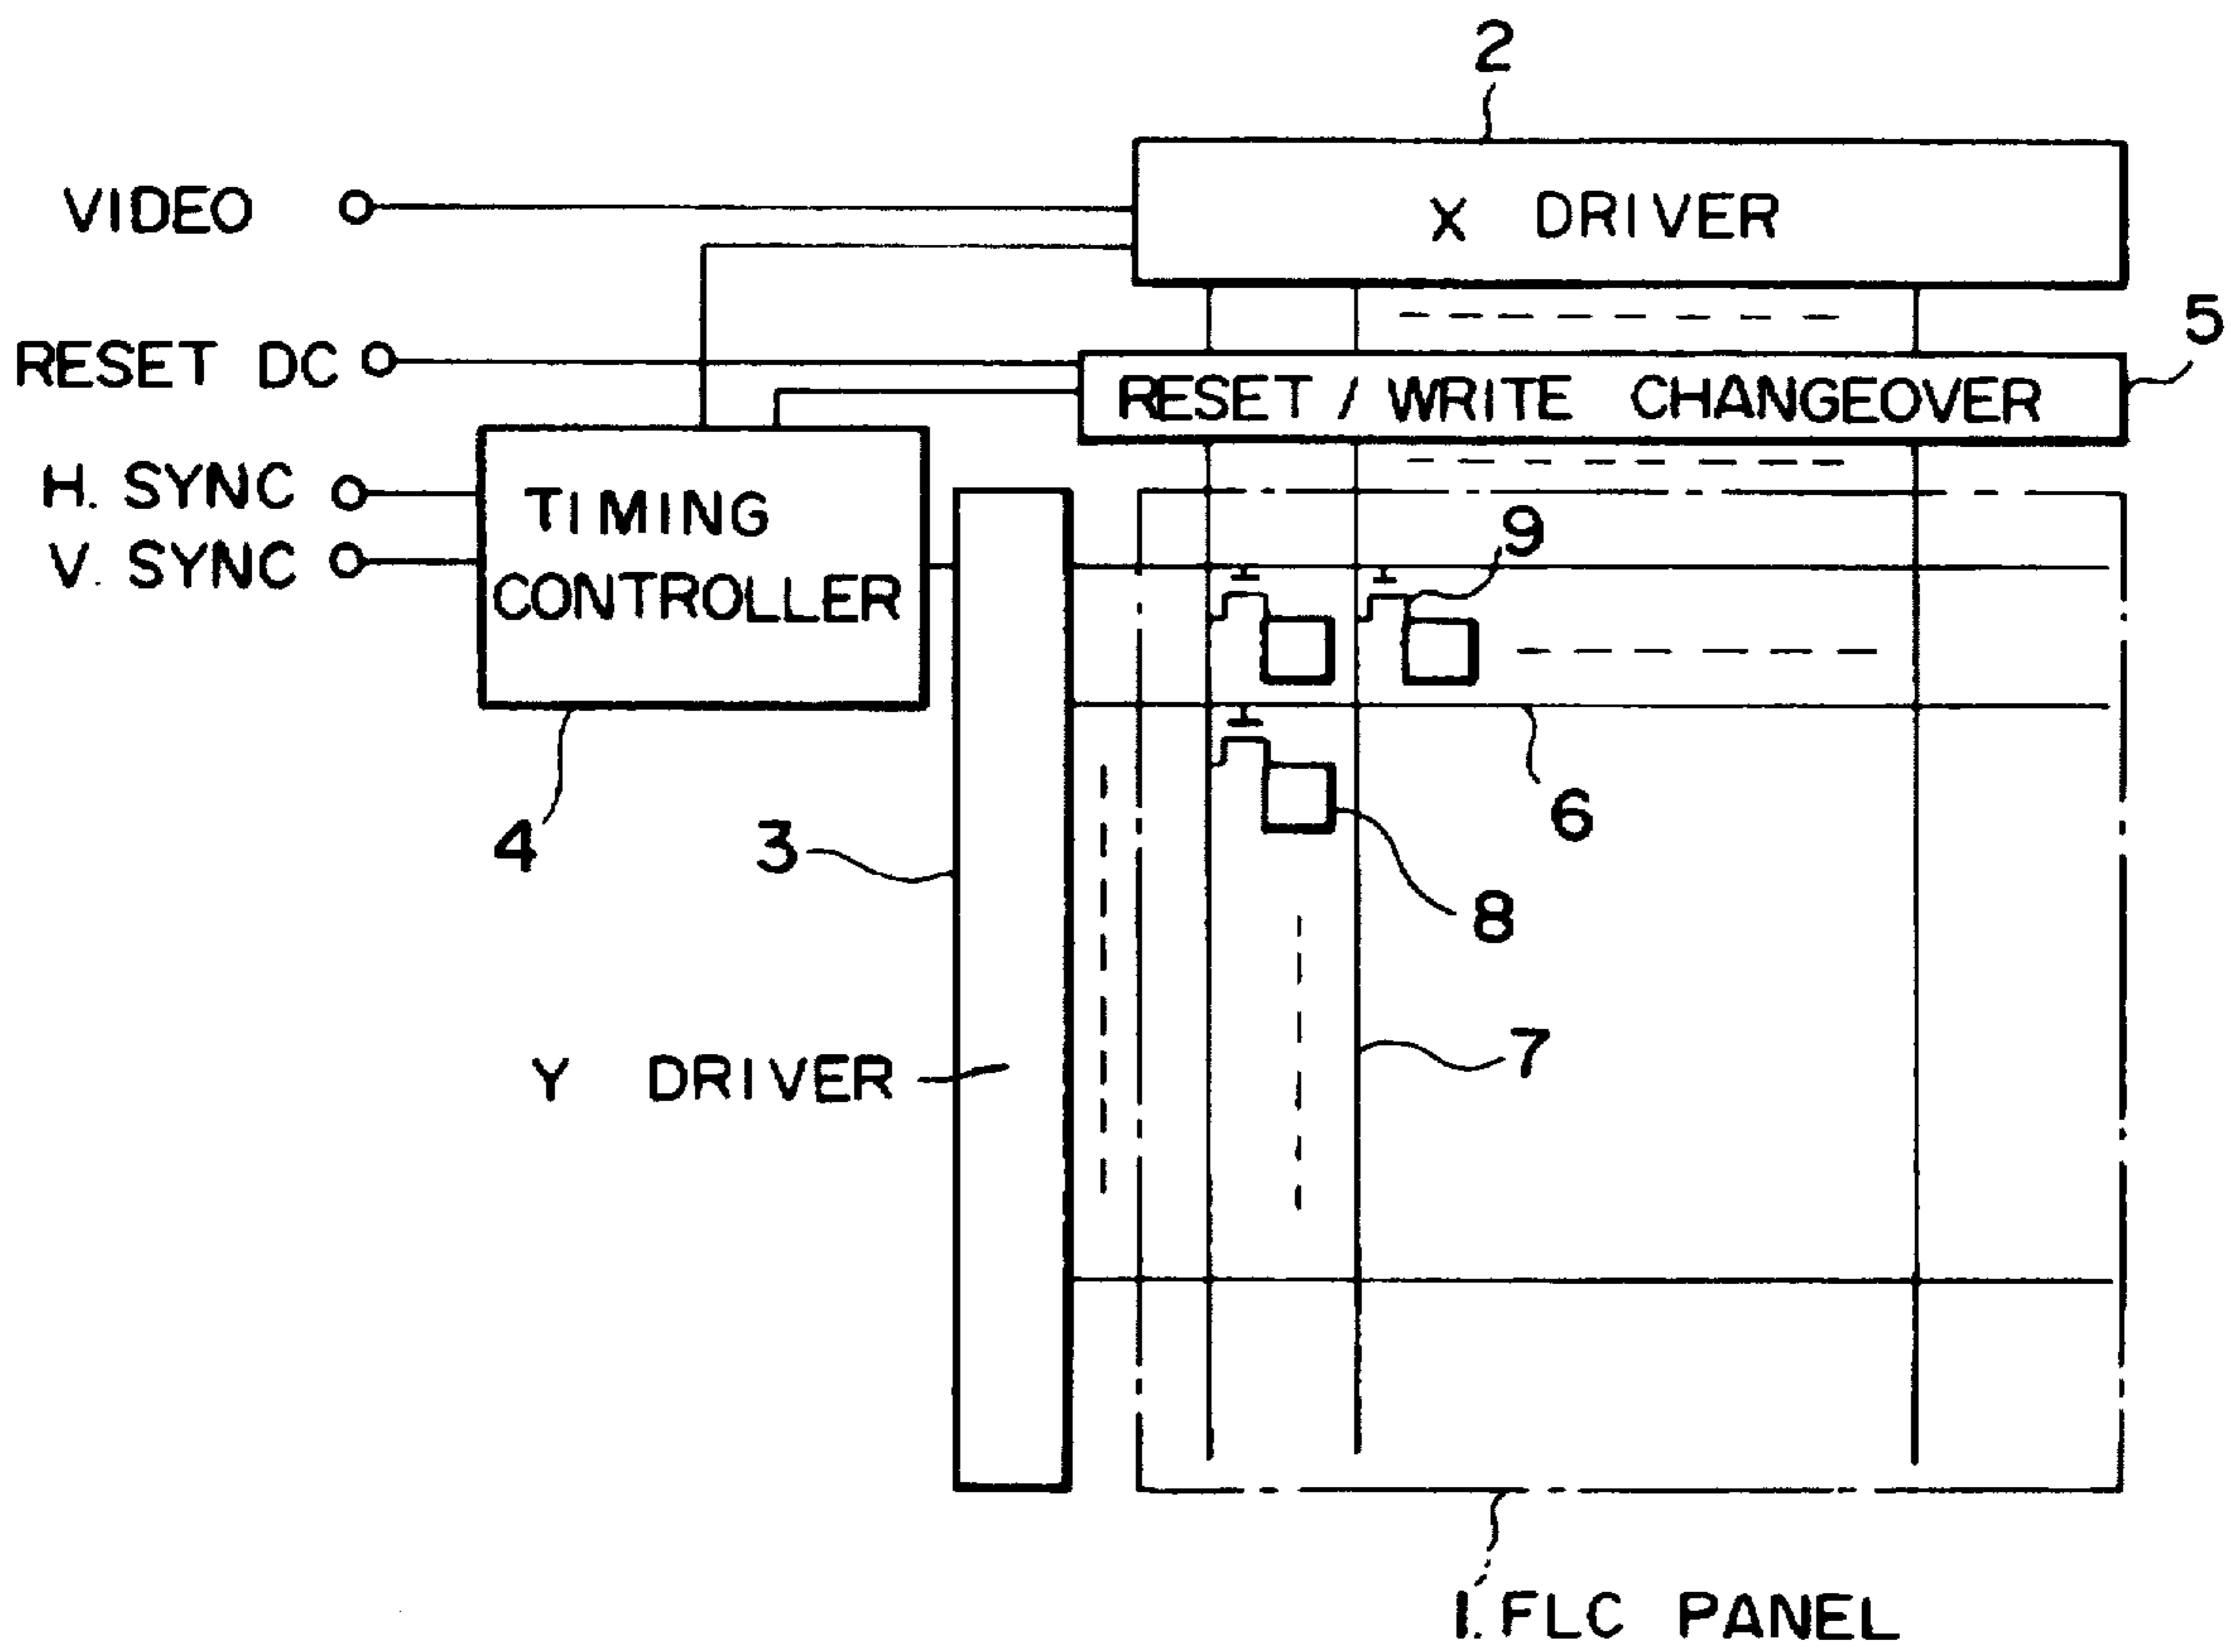 2
VIDEO
X DRIVER
5
RESET DC
RESET / WRITE CHANGEOVER
H. SYNC
V. SYNC
TIMING
CONTROLLER
9
6
4
3
8
7
Y DRIVER
1. FLC PANEL